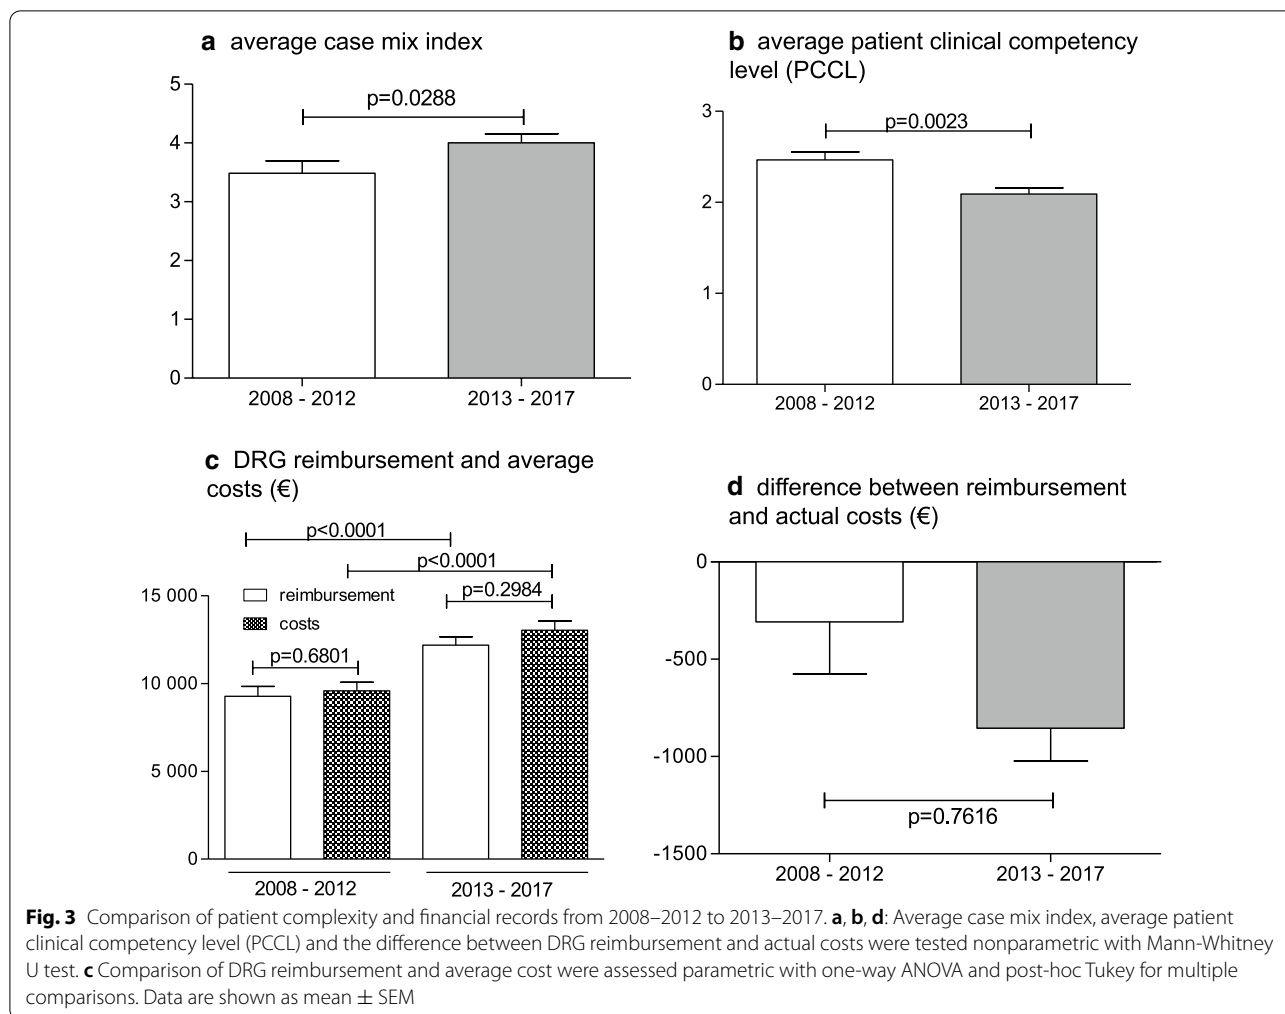 a average case mix index
5
4
3
2
1
0
p=0.0288
2008 - 2012
2013 - 2017
b average patient clinical competency
level (PCCL)
3
2
1
0
p=0.0023
2008 - 2012
2013 - 2017
c DRG reimbursement and average
costs (€)
p<0.0001
p<0.0001
p=0.2984
15 000
10 000
5 000
0
reimbursement
costs
p=0.6801
2008 - 2012
2013 - 2017
d difference between reimbursement
and actual costs (€)
0
-500
-1000
-1500
p=0.7616
2008 - 2012
2013 - 2017
Fig. 3 Comparison of patient complexity and financial records from 2008–2012 to 2013–2017. a, b, d: Average case mix index, average patient
clinical competency level (PCCL) and the difference between DRG reimbursement and actual costs were tested nonparametric with Mann-Whitney
U test. c Comparison of DRG reimbursement and average cost were assessed parametric with one-way ANOVA and post-hoc Tukey for multiple
comparisons. Data are shown as mean ± SEM